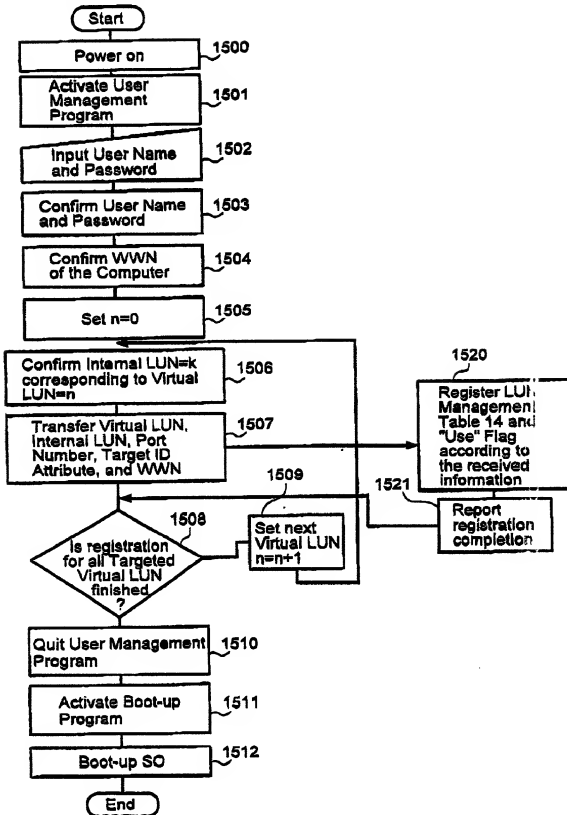 Start
Power on
1500
Activate User
Management
Program
1501
Input User Name
and Password
1502
Confirm User Name
and Password
1503
Confirm WWN
of the Computer
1504
Set n=0
1505
Confirm Internal LUN=k
corresponding to Virtual
LUN=n
1506
Transfer Virtual LUN,
Internal LUN, Port
Number, Target ID
Attribute, and WWN
1507
1520
Register LUN
Management
Table 14 and
"Use" Flag
according to
the received
information
1521
Report
registration
completion
1508
Is registration
for all Targeted
Virtual LUN
finished
?
1509
Set next
Virtual LUN
n=n+1
Quit User Management
Program
1510
Activate Boot-up
Program
1511
Boot-up SO
1512
End